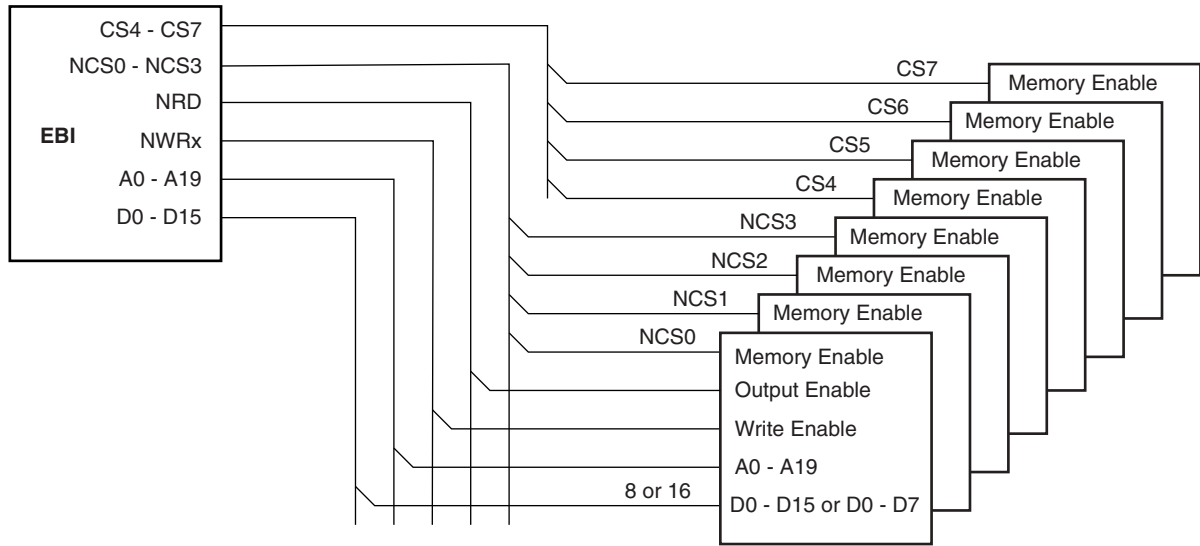 CS4 - CS7
NCS0 - NCS3
NRD
EBI
NWRx
A0 - A19
D0 - D15
CS7
Memory Enable
CS6
Memory Enable
CS5
Memory Enable
CS4
Memory Enable
NCS3
Memory Enable
NCS2
Memory Enable
NCS1
Memory Enable
NCS0
Memory Enable
Output Enable
Write Enable
A0 - A19
8 or 16
D0 - D15 or D0 - D7